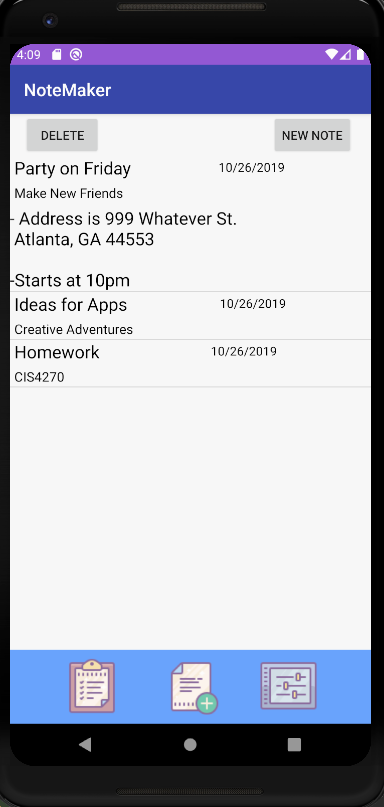 4:09
NoteMaker
DELETE NEW NOTE
Party on Friday 10/26/2019
Make New Friends
- Address is 999 Whatever St.
Atlanta, GA 44553
-Starts at 10pm
Ideas for Apps 10/26/2019
Creative Adventures
Homework 10/26/2019
CIS4270